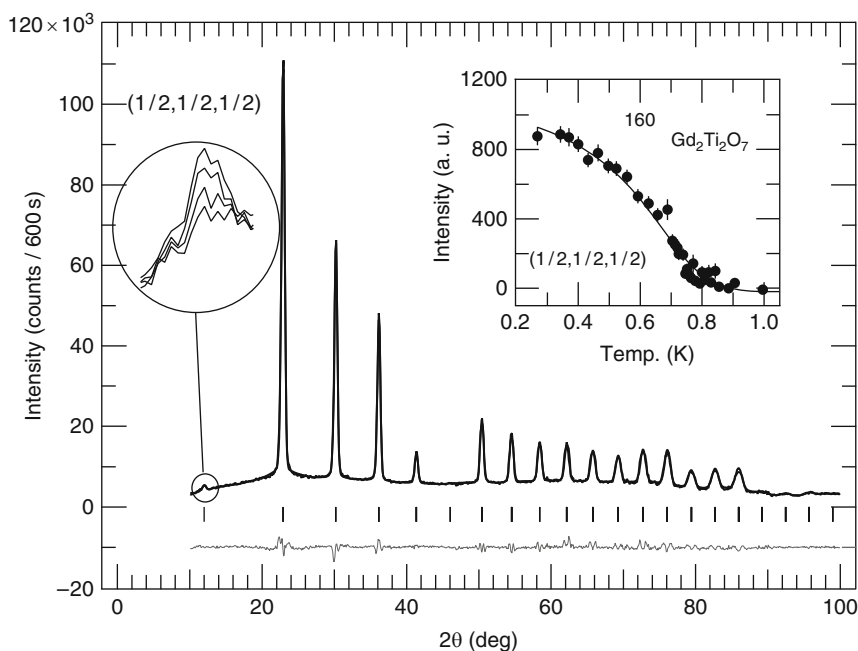 120×10³
100
80
60
40
20
0
−20
Intensity (counts / 600 s)
0 20 40 60 80 100
2θ (deg)
(1/2,1/2,1/2)
1200
800
400
0
Intensity (a. u.)
160
Gd₂Ti₂O₇
(1/2,1/2,1/2)
0.2 0.4 0.6 0.8 1.0
Temp. (K)